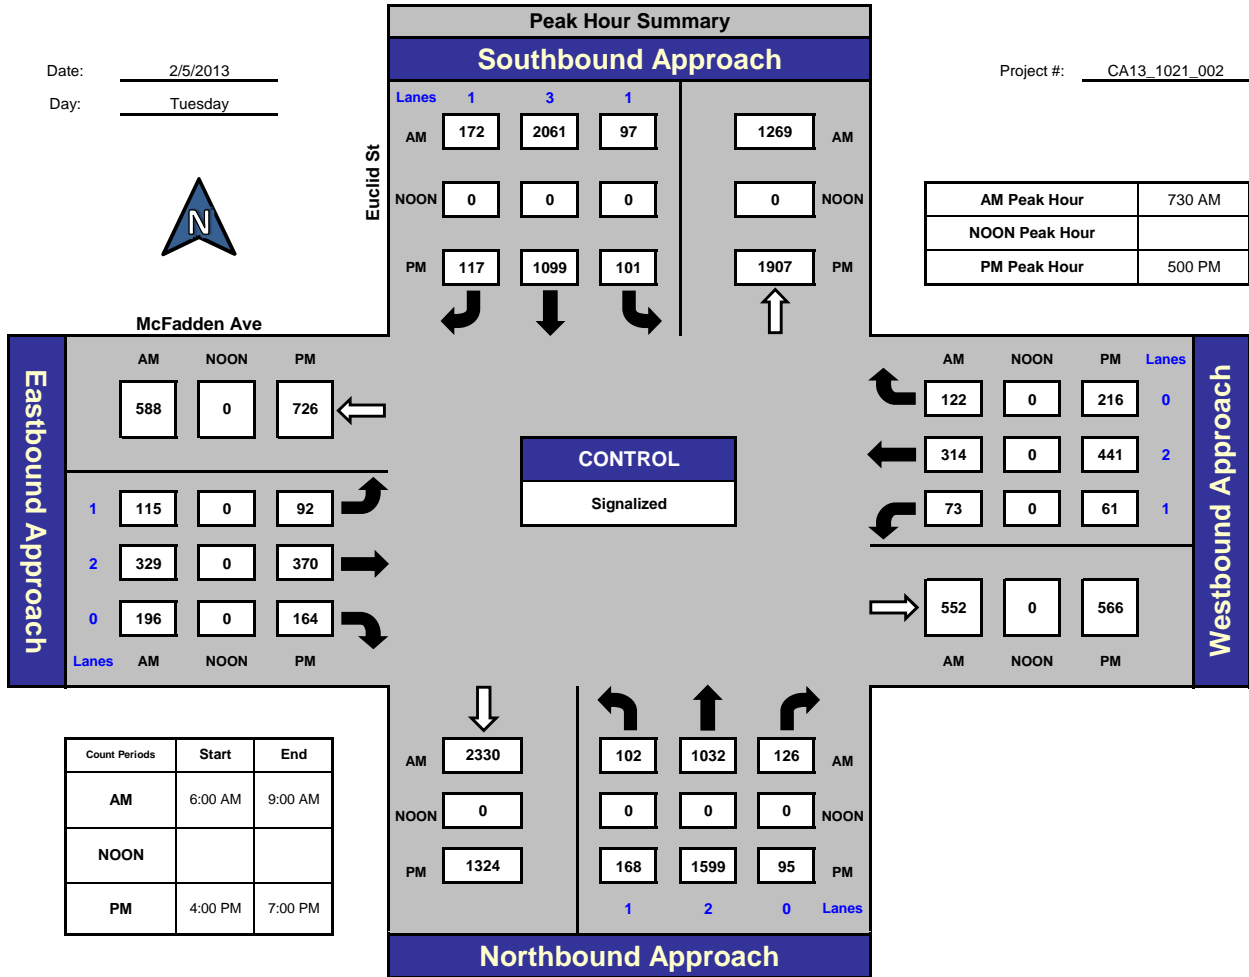 Peak Hour Summary
Southbound Approach
Date: 2/5/2013
Day: Tuesday
Project #: CA13_1021_002
N
Euclid St
Lanes 1 3 1
AM 172 2061 97 1269 AM
NOON 0 0 0 0 NOON
PM 117 1099 101 1907 PM
AM Peak Hour 730 AM
NOON Peak Hour
PM Peak Hour 500 PM
McFadden Ave
Eastbound Approach
AM NOON PM
588 0 726
1 115 0 92
2 329 0 370
0 196 0 164
Lanes AM NOON PM
CONTROL
Signalized
AM NOON PM Lanes
122 0 216 0
314 0 441 2
73 0 61 1
552 0 566
AM NOON PM
Westbound Approach
Count Periods Start End
AM 6:00 AM 9:00 AM
NOON
PM 4:00 PM 7:00 PM
AM 2330 102 1032 126 AM
NOON 0 0 0 0 NOON
PM 1324 168 1599 95 PM
1 2 0 Lanes
Northbound Approach